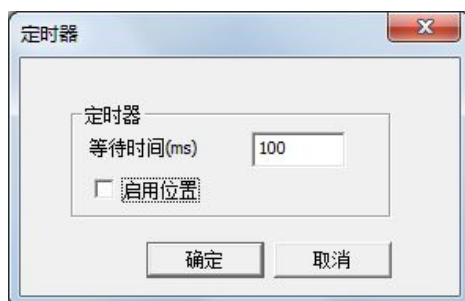 定时器
定时器
等待时间(ms) 100
启用位置
确定 取消